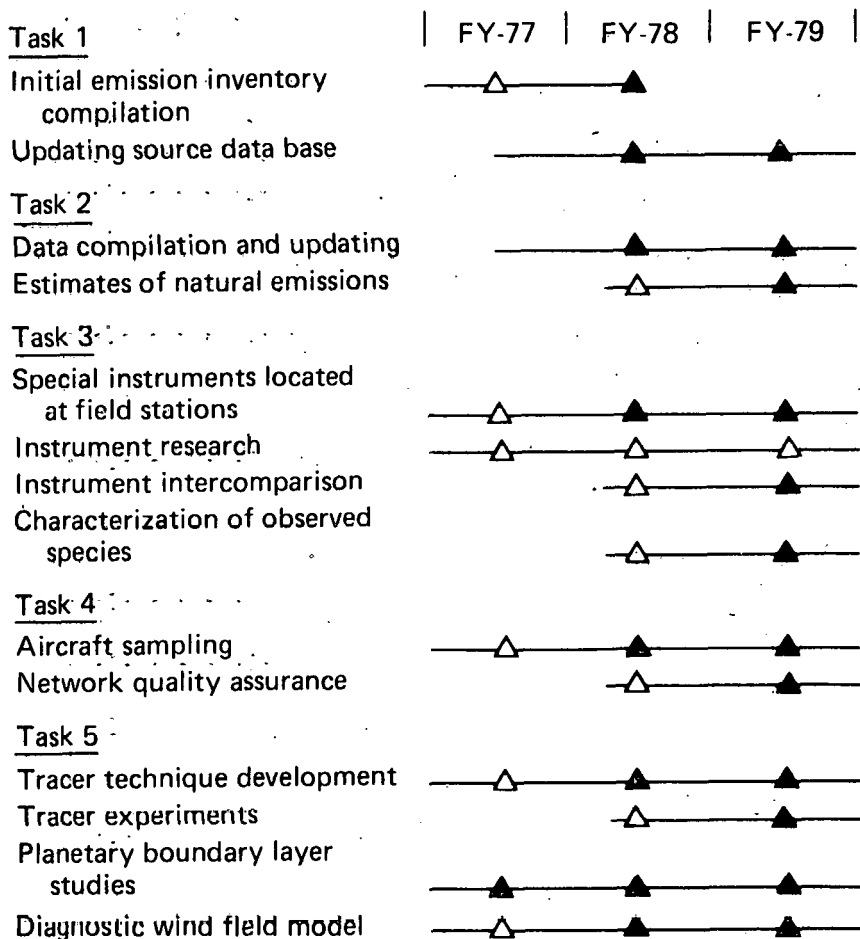 Task 1 | FY-77 | FY-78 | FY-79 |
Initial emission inventory
compilation
Updating source data base
Task 2
Data compilation and updating
Estimates of natural emissions
Task 3
Special instruments located
at field stations
Instrument research
Instrument intercomparison
Characterization of observed
species
Task 4
Aircraft sampling
Network quality assurance
Task 5
Tracer technique development
Tracer experiments
Planetary boundary layer
studies
Diagnostic wind field model